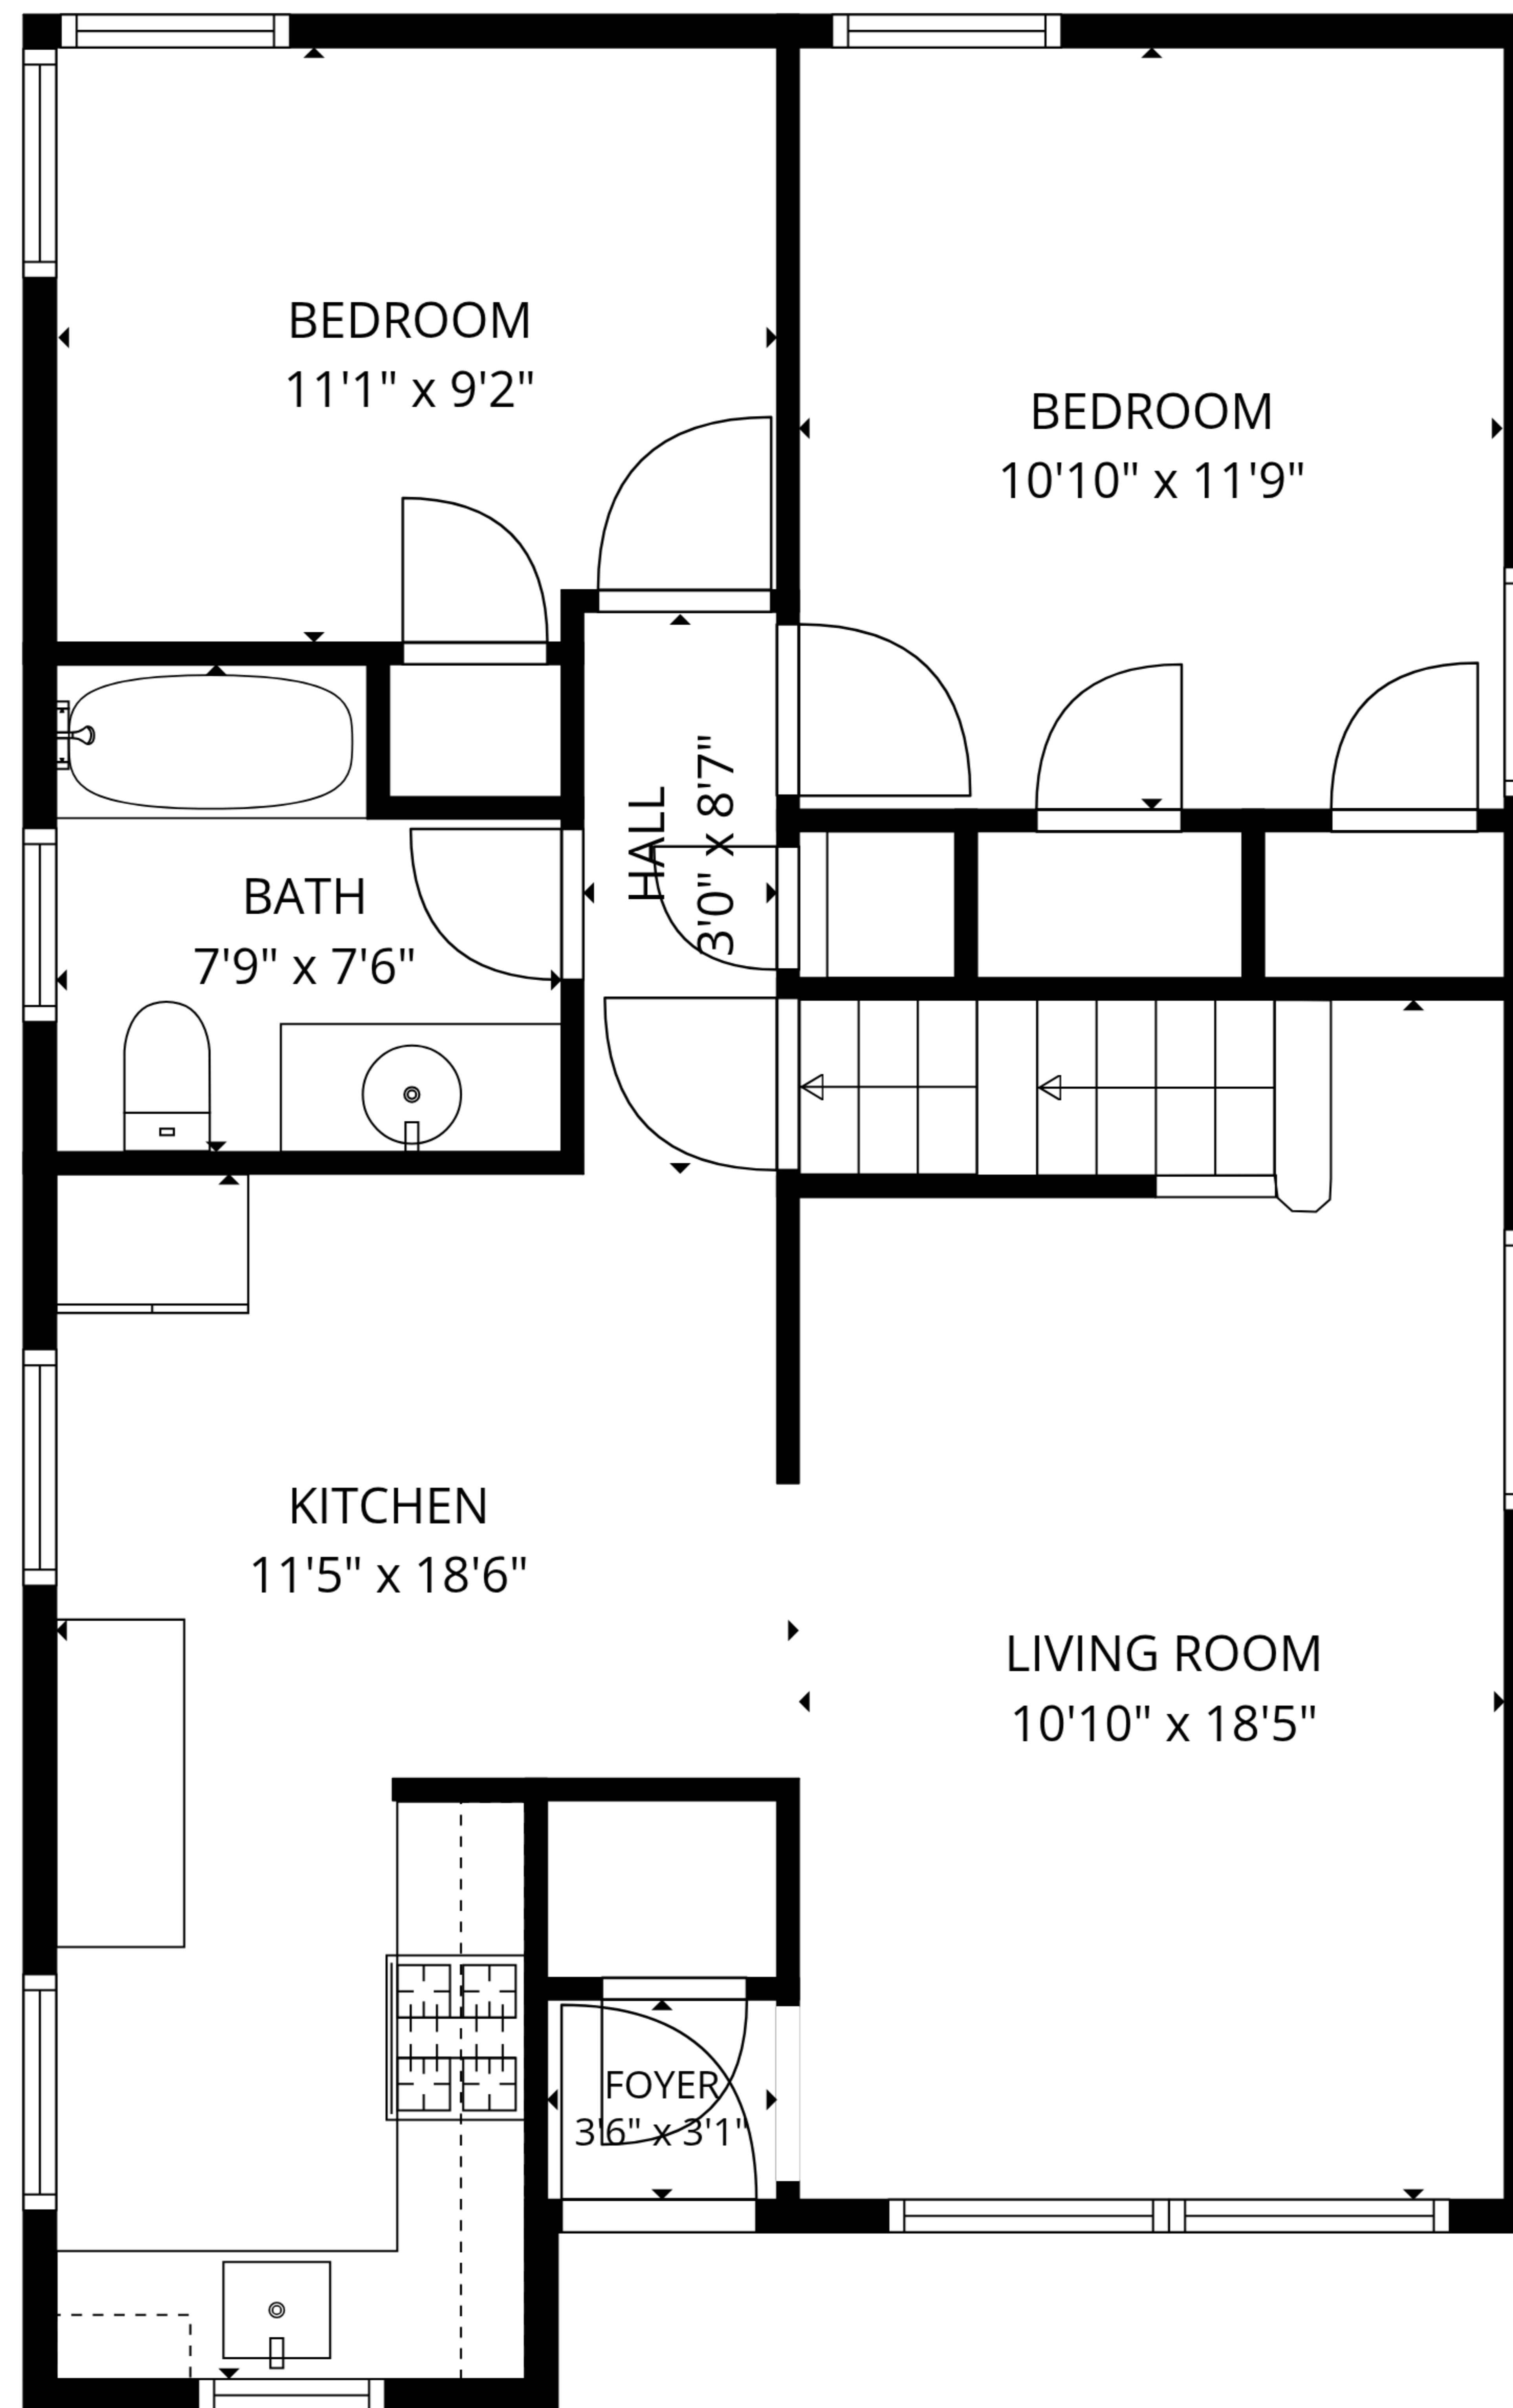 BEDROOM
11'1" x 9'2"
BEDROOM
10'10" x 11'9"
HALL
3'0" x 8'7"
BATH
7'9" x 7'6"
KITCHEN
11'5" x 18'6"
LIVING ROOM
10'10" x 18'5"
FOYER
3'6" x 3'1"